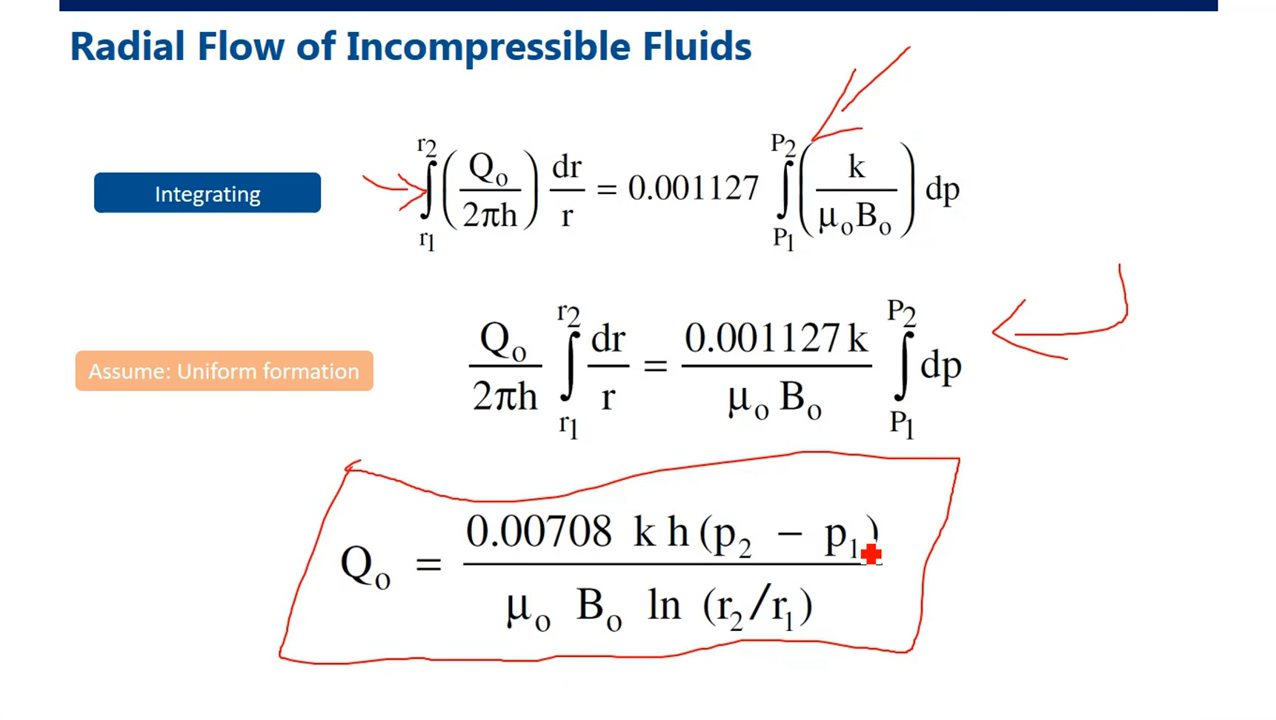 Radial Flow of Incompressible Fluids
Integrating
∫_{r₁}^{r₂} (Qₒ / 2πh) dr/r = 0.001127 ∫_{P₁}^{P₂} (k / μₒBₒ) dp
Assume: Uniform formation
Qₒ / 2πh ∫_{r₁}^{r₂} dr/r = 0.001127 k / μₒ Bₒ ∫_{P₁}^{P₂} dp
Qₒ = 0.00708 k h (p₂ − p₁) / μₒ Bₒ ln (r₂/r₁)